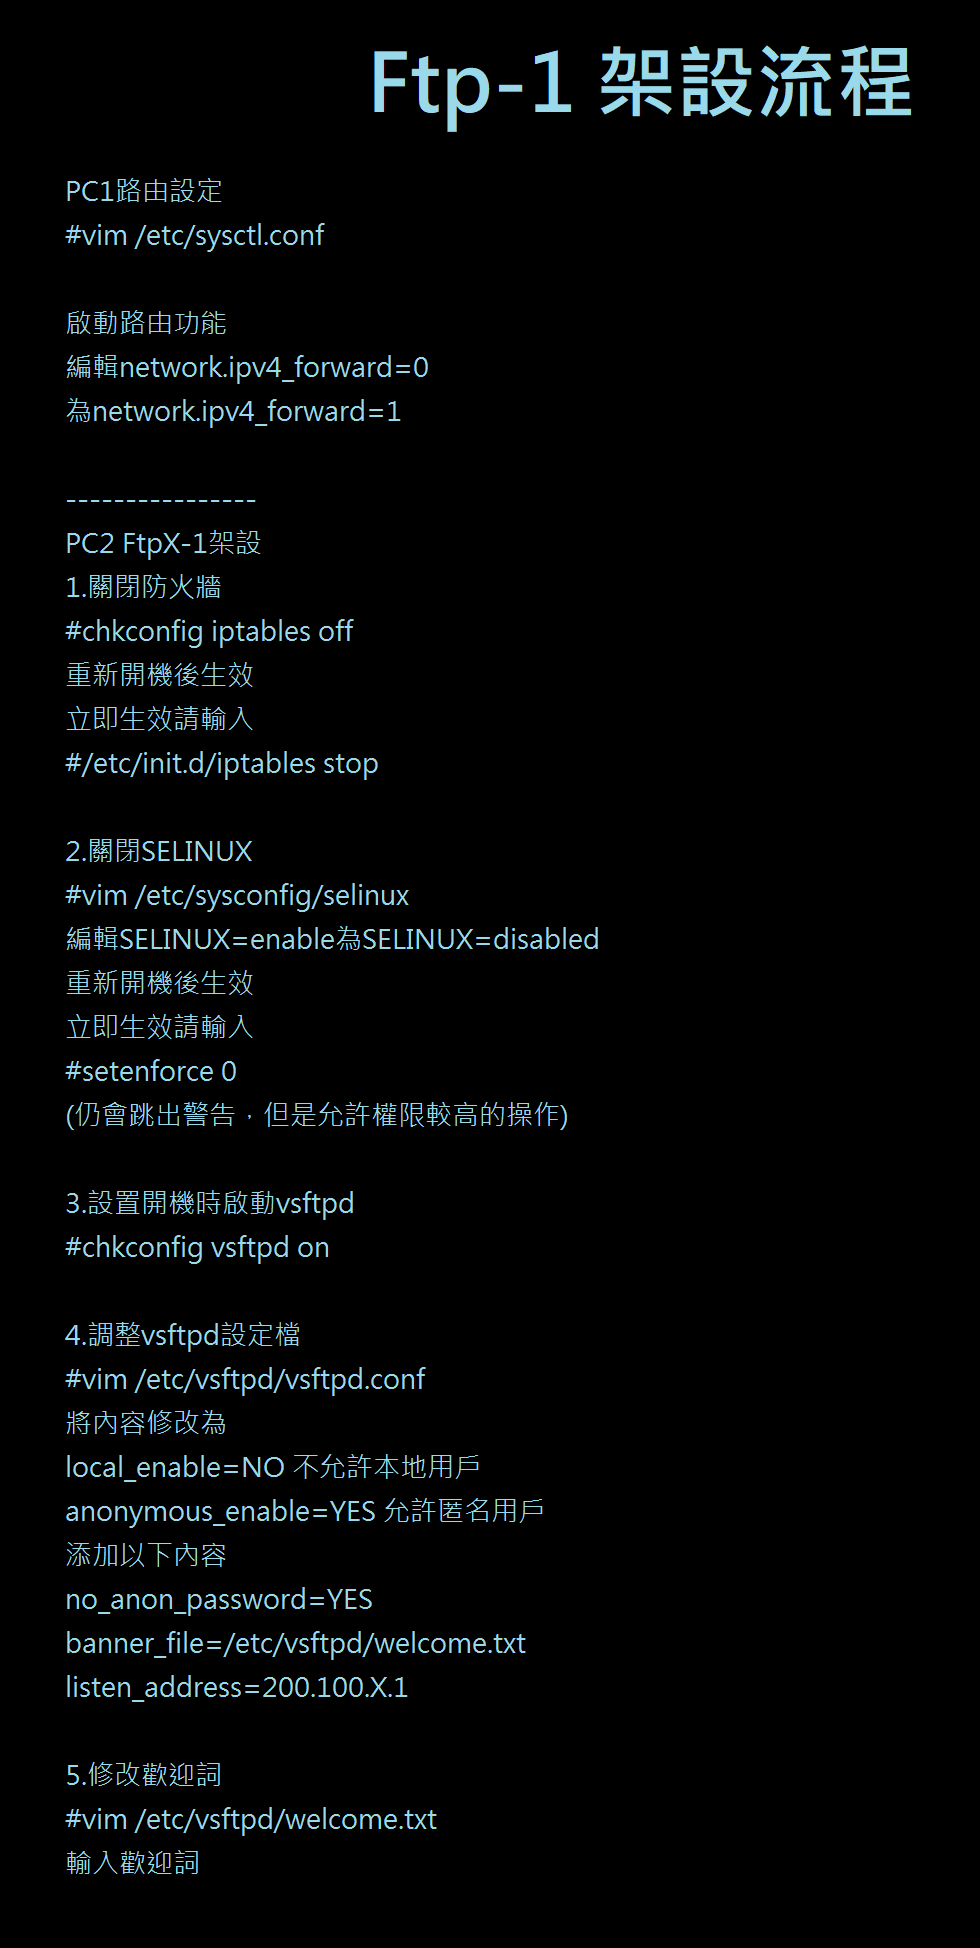 Ftp-1 架設流程
PC1路由設定
#vim /etc/sysctl.conf
啟動路由功能
編輯network.ipv4_forward=0
為network.ipv4_forward=1
----------------
PC2 FtpX-1架設
1.關閉防火牆
#chkconfig iptables off
重新開機後生效
立即生效請輸入
#/etc/init.d/iptables stop
2.關閉SELINUX
#vim /etc/sysconfig/selinux
編輯SELINUX=enable為SELINUX=disabled
重新開機後生效
立即生效請輸入
#setenforce 0
(仍會跳出警告，但是允許權限較高的操作)
3.設置開機時啟動vsftpd
#chkconfig vsftpd on
4.調整vsftpd設定檔
#vim /etc/vsftpd/vsftpd.conf
將內容修改為
local_enable=NO 不允許本地用戶
anonymous_enable=YES 允許匿名用戶
添加以下內容
no_anon_password=YES
banner_file=/etc/vsftpd/welcome.txt
listen_address=200.100.X.1
5.修改歡迎詞
#vim /etc/vsftpd/welcome.txt
輸入歡迎詞